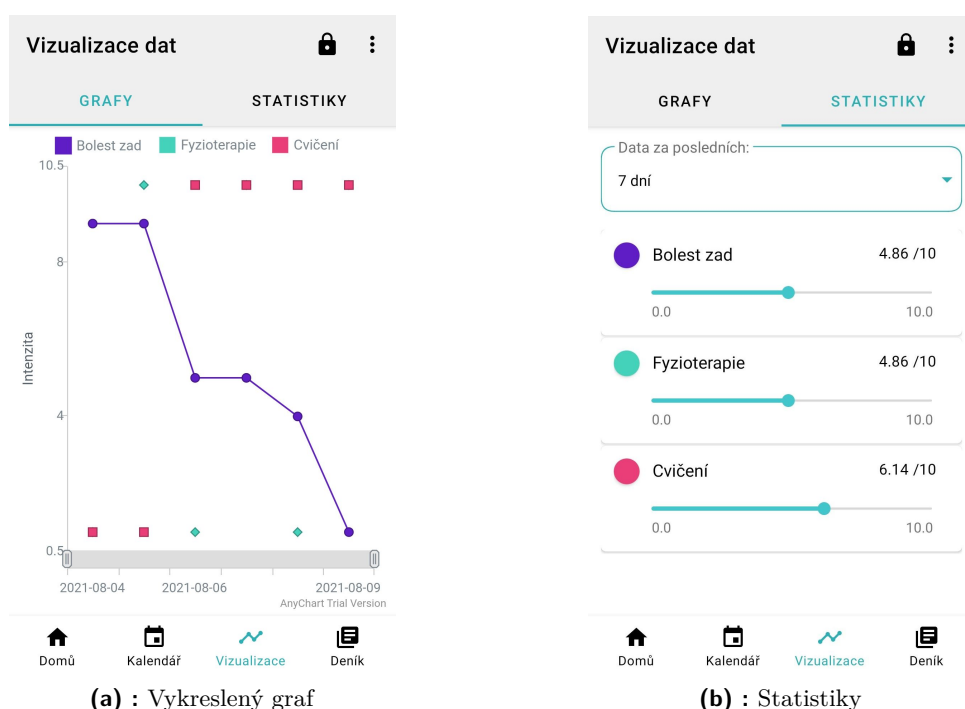 Vizualizace dat
GRAFY STATISTIKY
Bolest zad Fyzioterapie Cvičení
10.5
8
Intenzita
4
0.5
2021-08-04 2021-08-06 2021-08-09
AnyChart Trial Version
Domů Kalendář Vizualizace Deník
(a) : Vykreslený graf
Vizualizace dat
GRAFY STATISTIKY
Data za posledních:
7 dní
Bolest zad 4.86 /10
0.0 10.0
Fyzioterapie 4.86 /10
0.0 10.0
Cvičení 6.14 /10
0.0 10.0
Domů Kalendář Vizualizace Deník
(b) : Statistiky